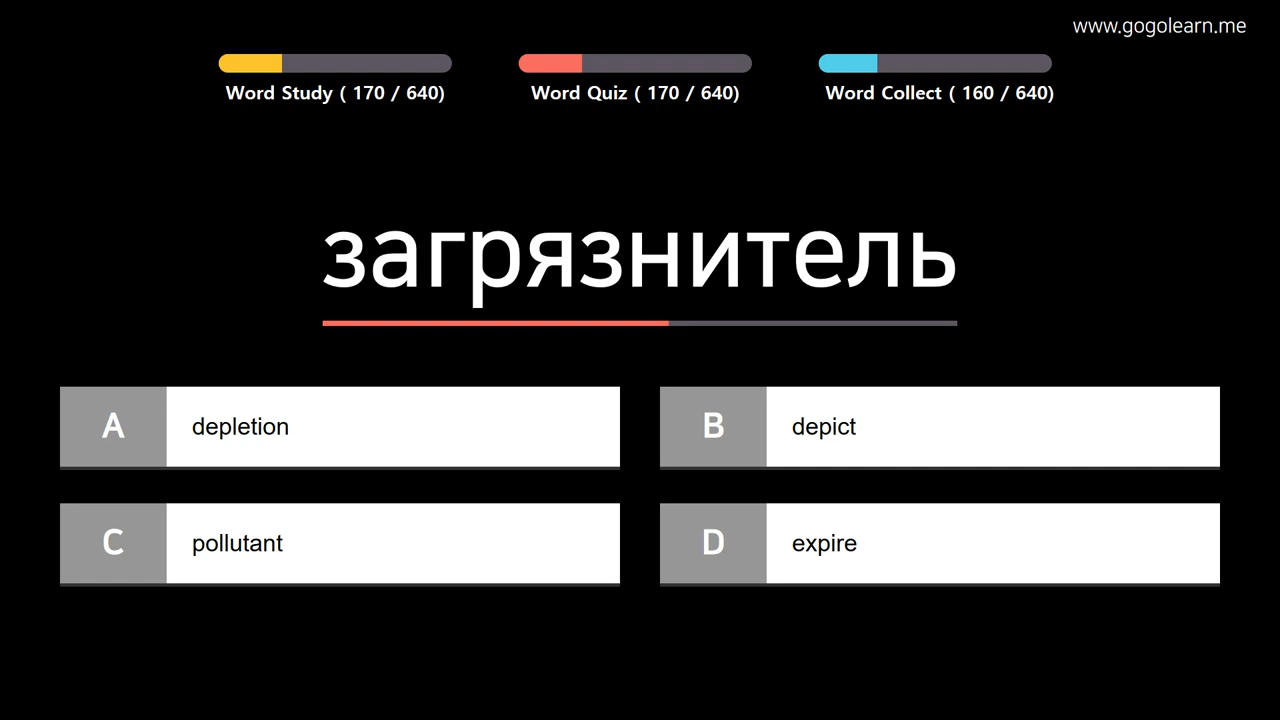 www.gogolearn.me
Word Study ( 170 / 640)
Word Quiz ( 170 / 640)
Word Collect ( 160 / 640)
загрязнитель
A depletion
B depict
C pollutant
D expire